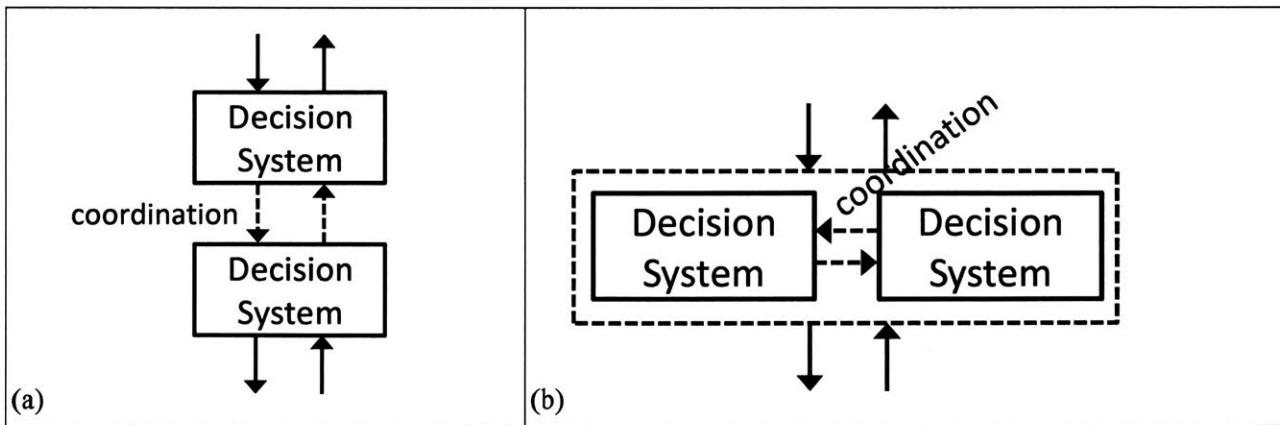 Decision
System
coordination
Decision
System
(a)
coordination
Decision
System
Decision
System
(b)